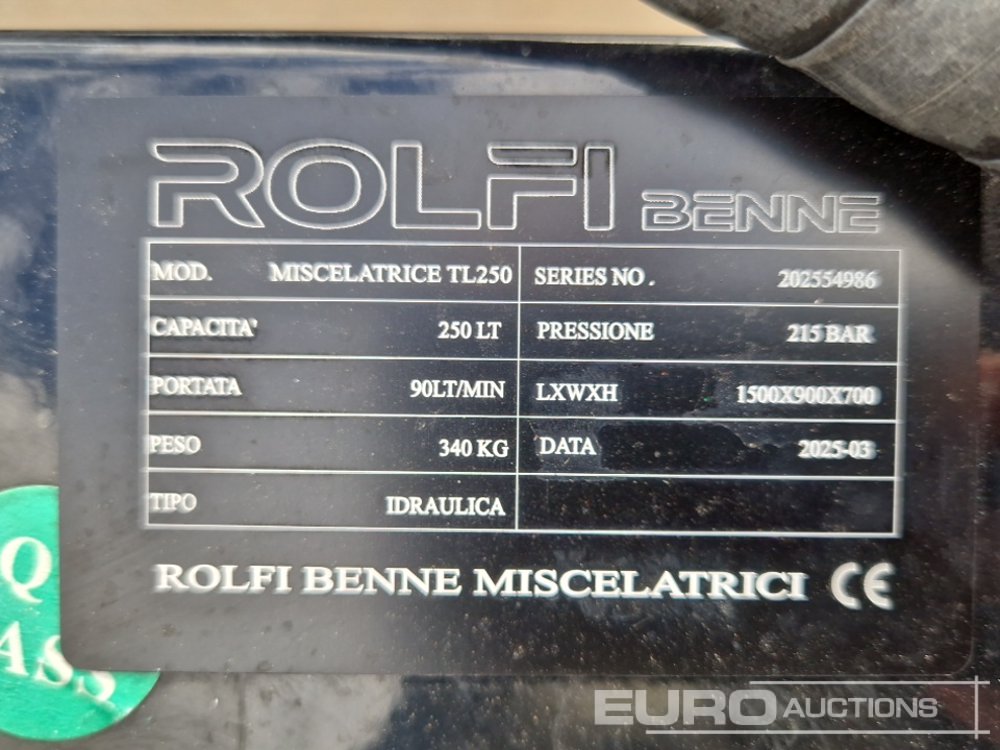 ROLFI BENNE
MOD. MISCELATRICE TL250 SERIES NO. 202554986
CAPACITA' 250 LT PRESSIONE 215 BAR
PORTATA 90LT/MIN LXWXH 1500X900X700
PESO 340 KG DATA 2025-03
TIPO IDRAULICA
ROLFI BENNE MISCELATRICI CE
Q
ASS
EURO AUCTIONS